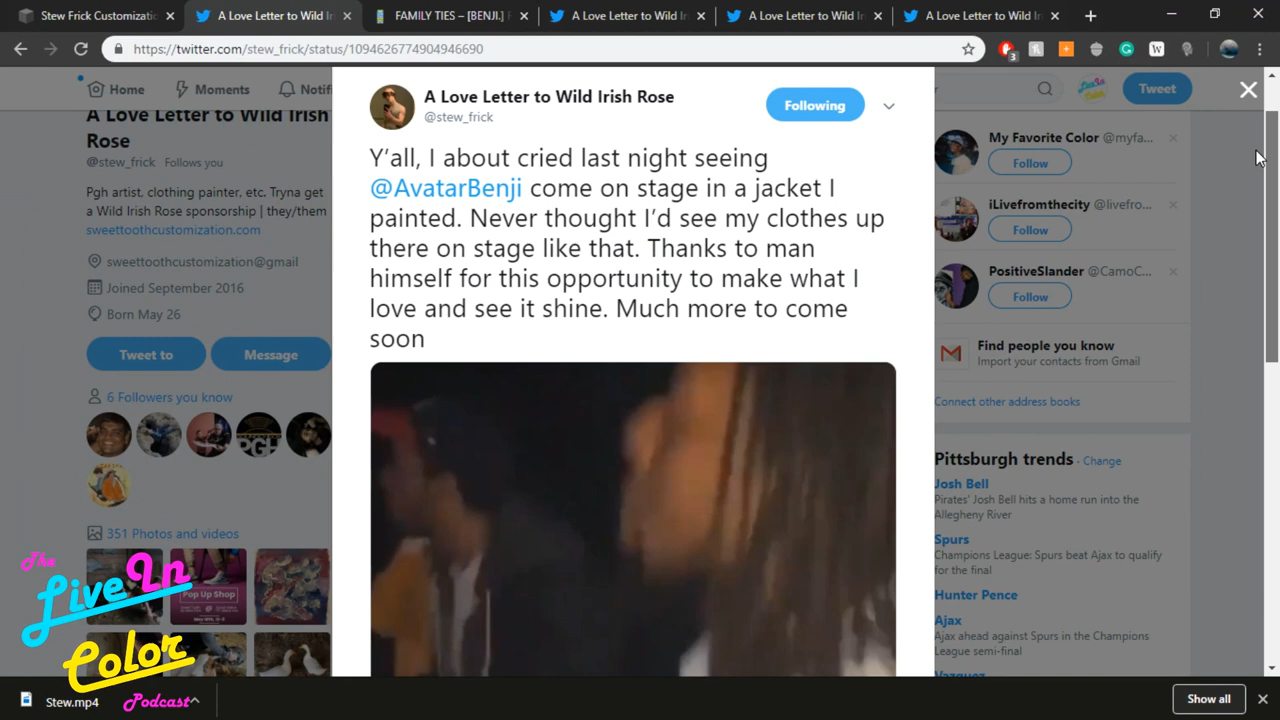 Stew Frick Customizati
A Love Letter to Wild Ir
FAMILY TIES – [BENJI.]
A Love Letter to Wild Ir
A Love Letter to Wild Ir
A Love Letter to Wild Ir
https://twitter.com/stew_frick/status/1094626774904946690
3
Home
Moments
Notifi
Tweet
A Love Letter to Wild Irish
Rose
@stew_frick Follows you
Pgh artist, clothing painter, etc. Tryna get
a Wild Irish Rose sponsorship | they/them
sweettoothcustomization.com
sweettoothcustomization@gmail
Joined September 2016
Born May 26
Tweet to
Message
6 Followers you know
PGH
351 Photos and videos
Pop Up Shop
A Love Letter to Wild Irish Rose
@stew_frick
Following
Y'all, I about cried last night seeing
@AvatarBenji come on stage in a jacket I
painted. Never thought I'd see my clothes up
there on stage like that. Thanks to man
himself for this opportunity to make what I
love and see it shine. Much more to come
soon
My Favorite Color @myfa...
Follow
iLivefromthecity @livefro...
Follow
PositiveSlander @CamoC...
Follow
Find people you know
Import your contacts from Gmail
Connect other address books
Pittsburgh trends · Change
Josh Bell
Pirates' Josh Bell hits a home run into the
Allegheny River
Spurs
Champions League: Spurs beat Ajax to qualify
for the final
Hunter Pence
Ajax
Ajax ahead against Spurs in the Champions
League semi-final
Vazquez
The
Live In
Color
Podcast
Stew.mp4
Show all